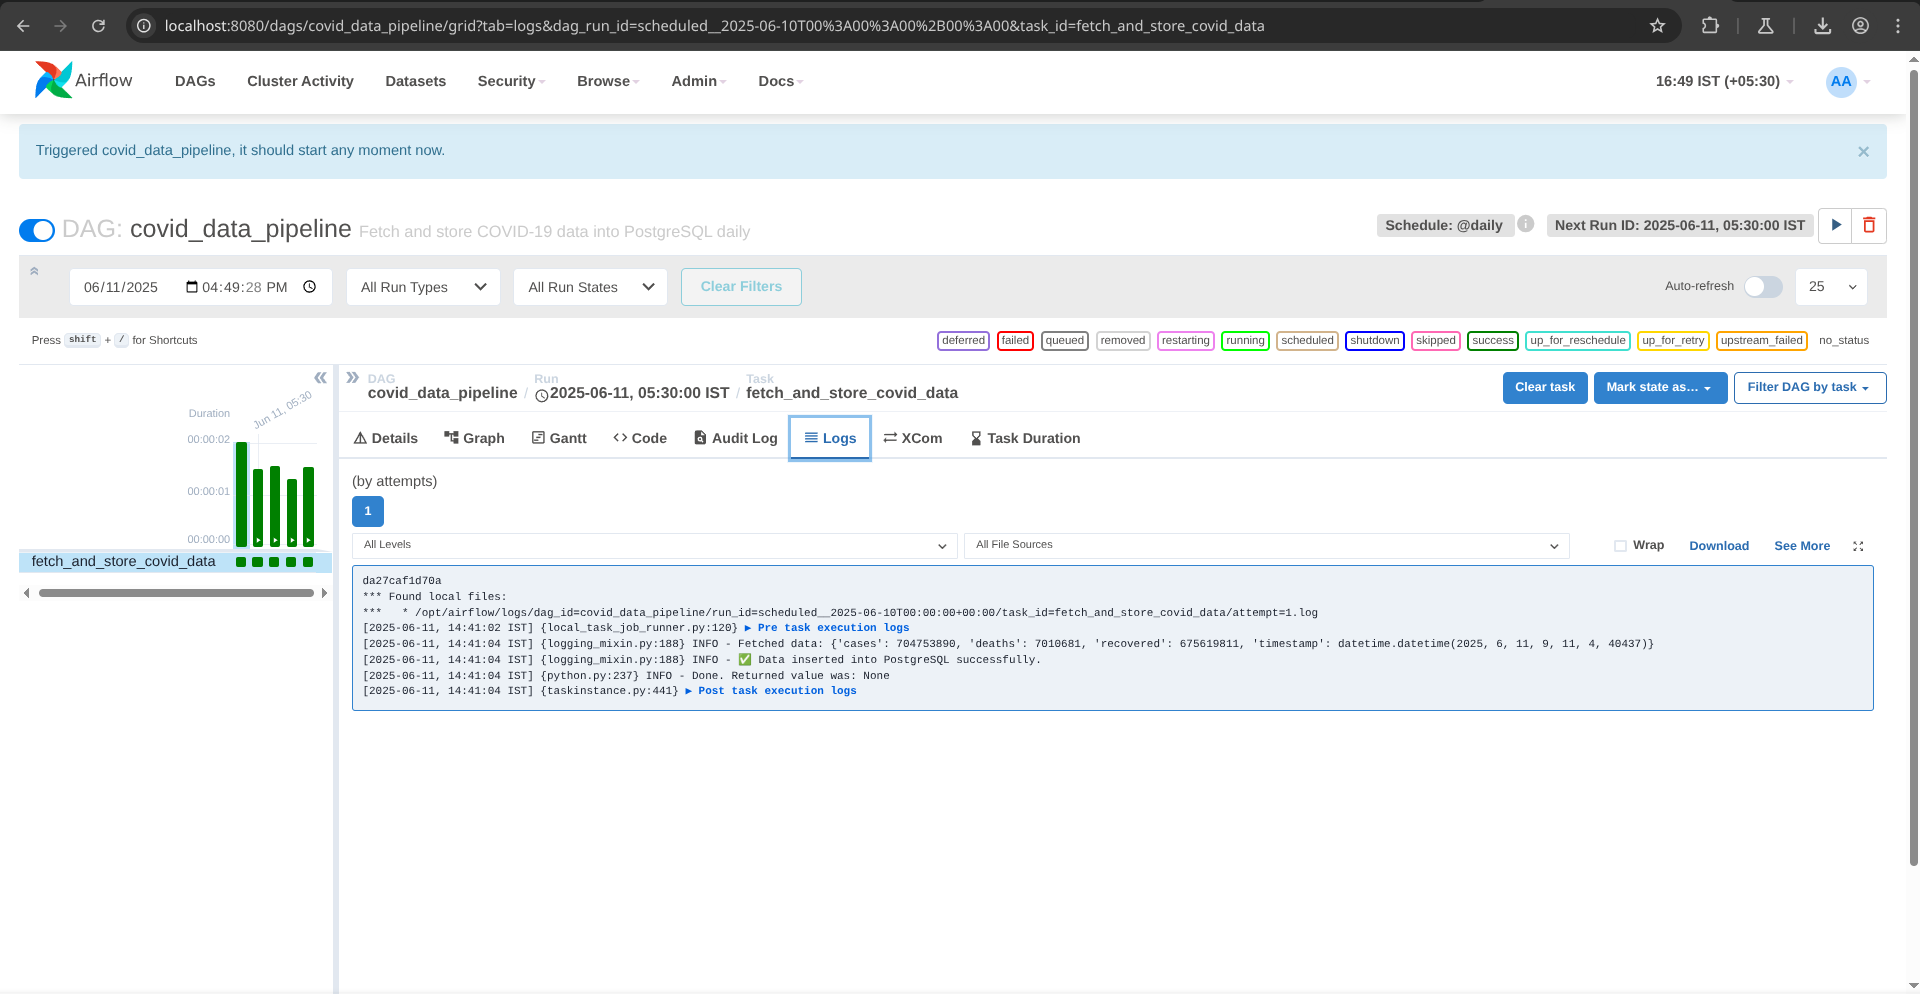 localhost:8080/dags/covid_data_pipeline/grid?tab=logs&dag_run_id=scheduled__2025-06-10T00%3A00%3A00%2B00%3A00&task_id=fetch_and_store_covid_data
Airflow DAGs Cluster Activity Datasets Security Browse Admin Docs 16:49 IST (+05:30) AA
Triggered covid_data_pipeline, it should start any moment now. ×
DAG: covid_data_pipeline Fetch and store COVID-19 data into PostgreSQL daily Schedule: @daily i Next Run ID: 2025-06-11, 05:30:00 IST
06/11/2025 04:49:28 PM All Run Types All Run States Clear Filters Auto-refresh 25
Press shift + / for Shortcuts deferred failed queued removed restarting running scheduled shutdown skipped success up_for_reschedule up_for_retry upstream_failed no_status
Duration
Jun 11, 05:30
00:00:02
00:00:01
00:00:00
fetch_and_store_covid_data
DAG Run Task
covid_data_pipeline / 2025-06-11, 05:30:00 IST / fetch_and_store_covid_data
Clear task Mark state as... Filter DAG by task
Details Graph Gantt Code Audit Log Logs XCom Task Duration
(by attempts)
1
All Levels All File Sources Wrap Download See More
da27caf1d70a
*** Found local files:
***   * /opt/airflow/logs/dag_id=covid_data_pipeline/run_id=scheduled__2025-06-10T00:00:00+00:00/task_id=fetch_and_store_covid_data/attempt=1.log
[2025-06-11, 14:41:02 IST] {local_task_job_runner.py:120} ▶ Pre task execution logs
[2025-06-11, 14:41:04 IST] {logging_mixin.py:188} INFO - Fetched data: {'cases': 704753890, 'deaths': 7010681, 'recovered': 675619811, 'timestamp': datetime.datetime(2025, 6, 11, 9, 11, 4, 40437)}
[2025-06-11, 14:41:04 IST] {logging_mixin.py:188} INFO - ✅ Data inserted into PostgreSQL successfully.
[2025-06-11, 14:41:04 IST] {python.py:237} INFO - Done. Returned value was: None
[2025-06-11, 14:41:04 IST] {taskinstance.py:441} ▶ Post task execution logs